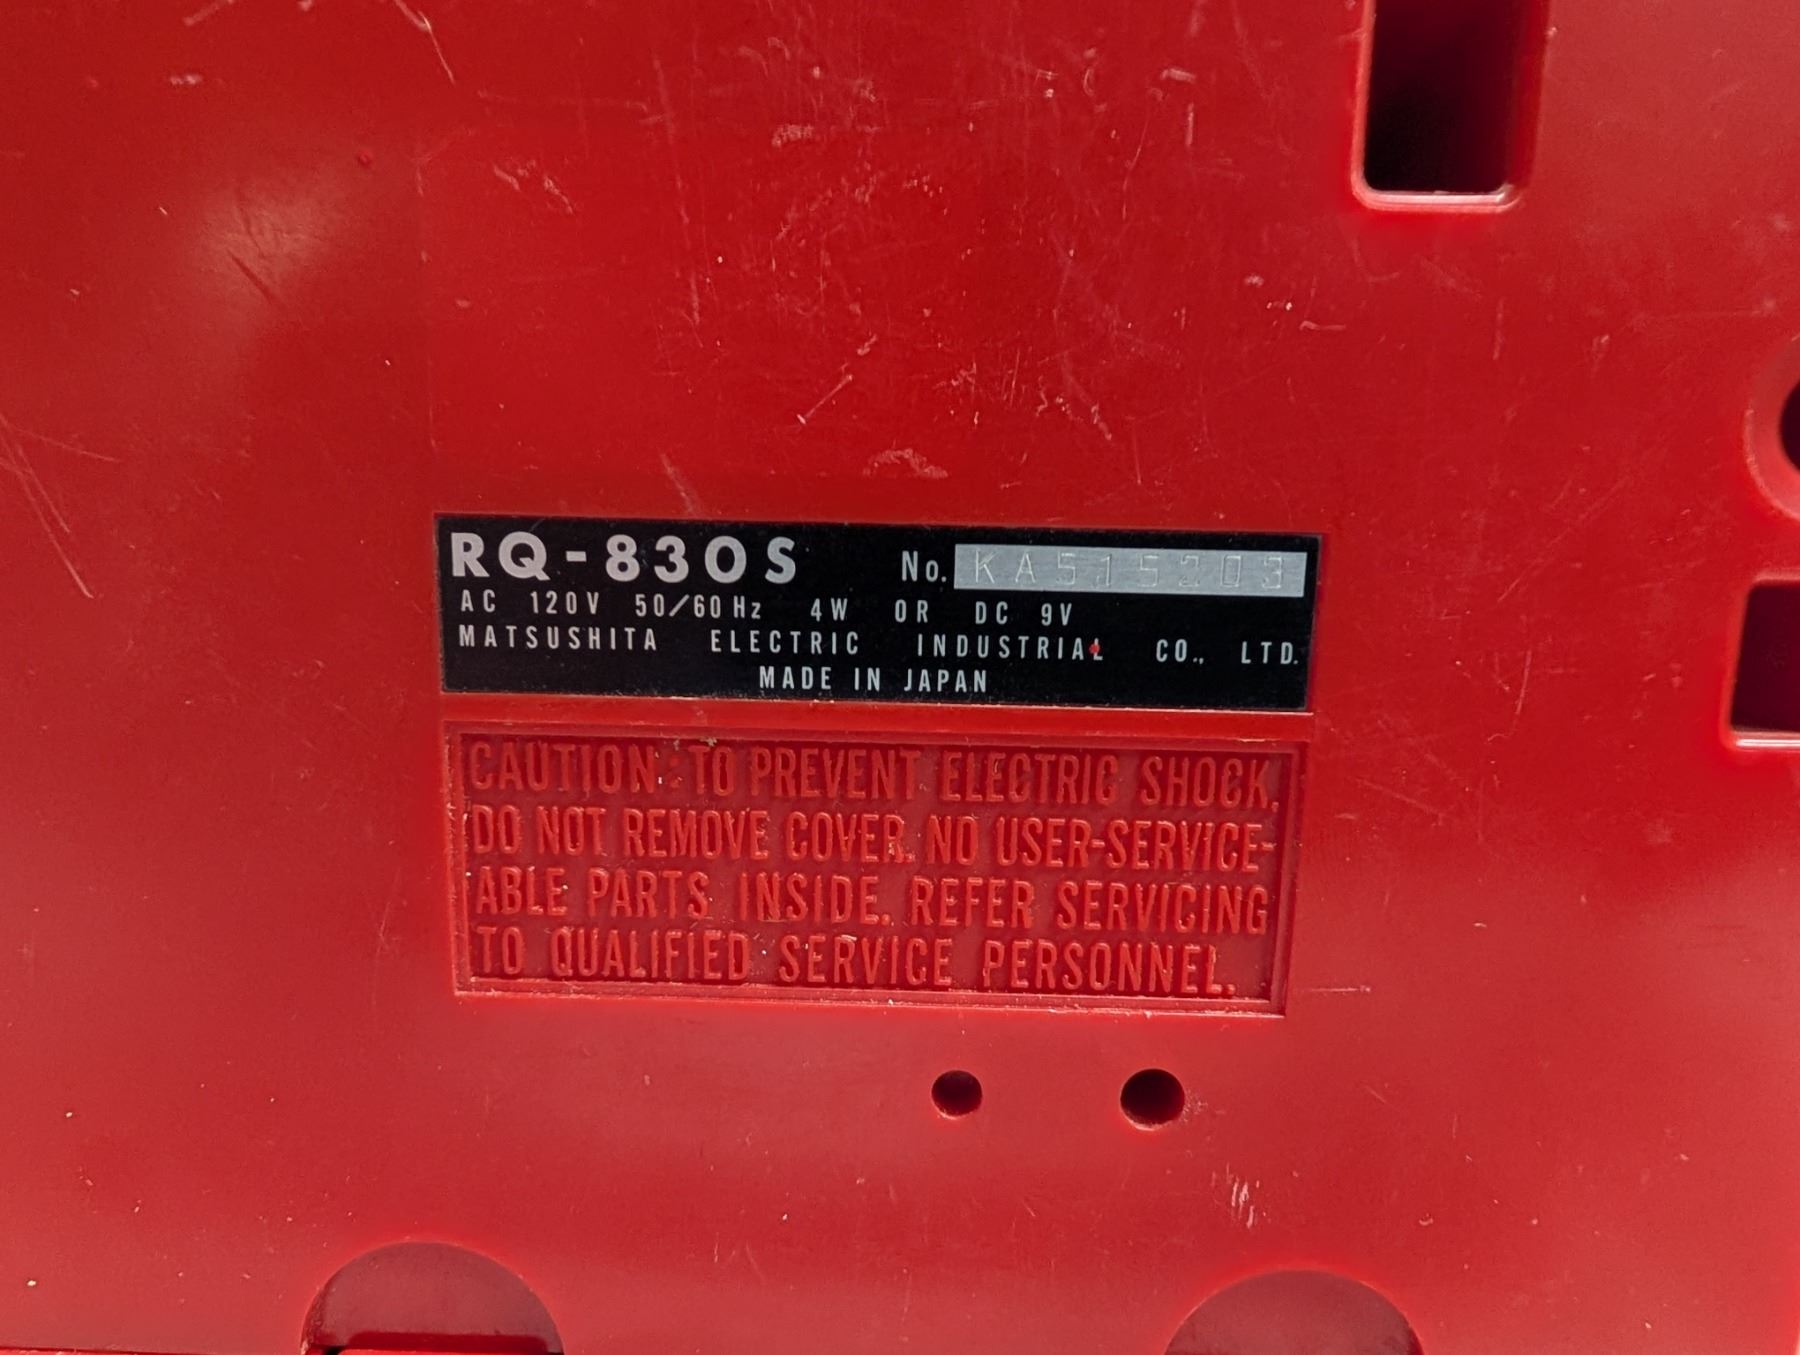 RQ-830S No. KA515203
AC 120V 50/60Hz 4W OR DC 9V
MATSUSHITA ELECTRIC INDUSTRIAL CO., LTD.
MADE IN JAPAN
CAUTION: TO PREVENT ELECTRIC SHOCK,
DO NOT REMOVE COVER. NO USER-SERVICE-
ABLE PARTS INSIDE. REFER SERVICING
TO QUALIFIED SERVICE PERSONNEL.